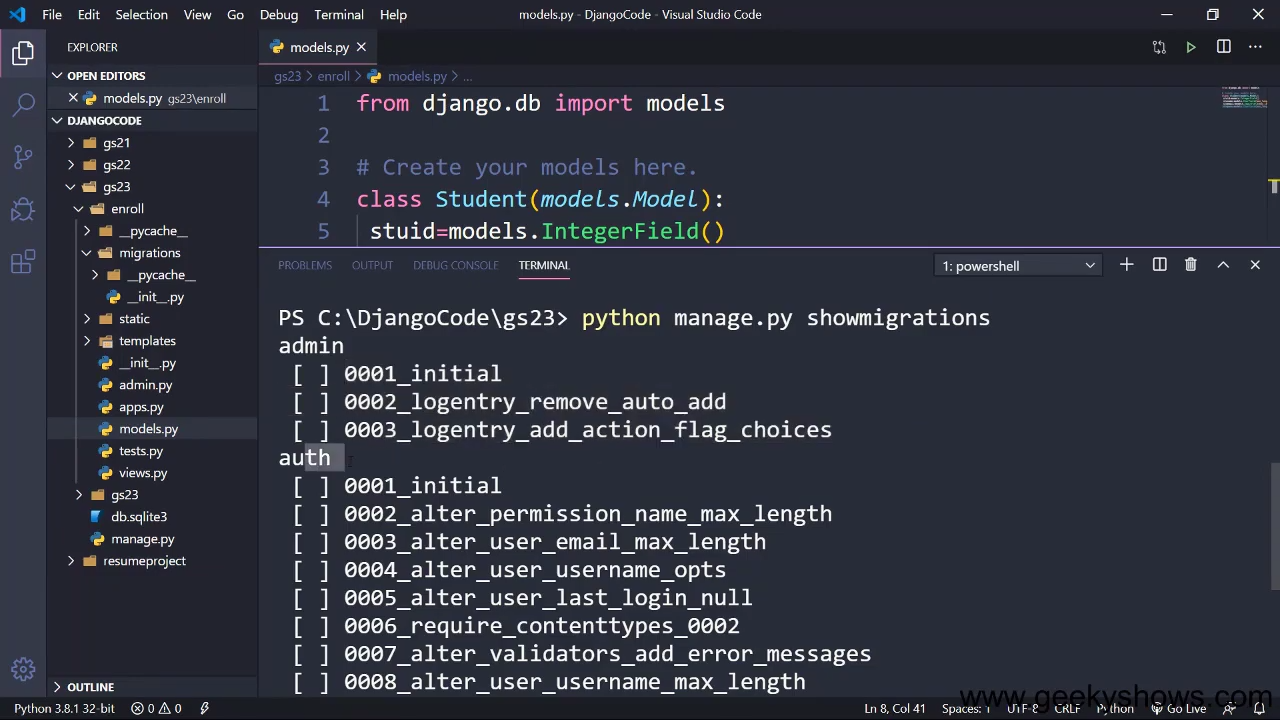 File Edit Selection View Go Debug Terminal Help
models.py - DjangoCode - Visual Studio Code
EXPLORER
OPEN EDITORS
models.py gs23\enroll
DJANGOCODE
gs21
gs22
gs23
enroll
__pycache__
migrations
__pycache__
__init__.py
static
templates
__init__.py
admin.py
apps.py
models.py
tests.py
views.py
gs23
db.sqlite3
manage.py
resumeproject
OUTLINE
models.py
gs23 > enroll > models.py > ...
1 from django.db import models
2
3 # Create your models here.
4 class Student(models.Model):
5 stuid=models.IntegerField()
PROBLEMS OUTPUT DEBUG CONSOLE TERMINAL
1: powershell
PS C:\DjangoCode\gs23> python manage.py showmigrations
admin
[ ] 0001_initial
[ ] 0002_logentry_remove_auto_add
[ ] 0003_logentry_add_action_flag_choices
auth
[ ] 0001_initial
[ ] 0002_alter_permission_name_max_length
[ ] 0003_alter_user_email_max_length
[ ] 0004_alter_user_username_opts
[ ] 0005_alter_user_last_login_null
[ ] 0006_require_contenttypes_0002
[ ] 0007_alter_validators_add_error_messages
[ ] 0008_alter_user_username_max_length
www.geekyshows.com
Python 3.8.1 32-bit 0 0 Ln 8, Col 41 Spaces: 1 UTF-8 CRLF Python Go Live